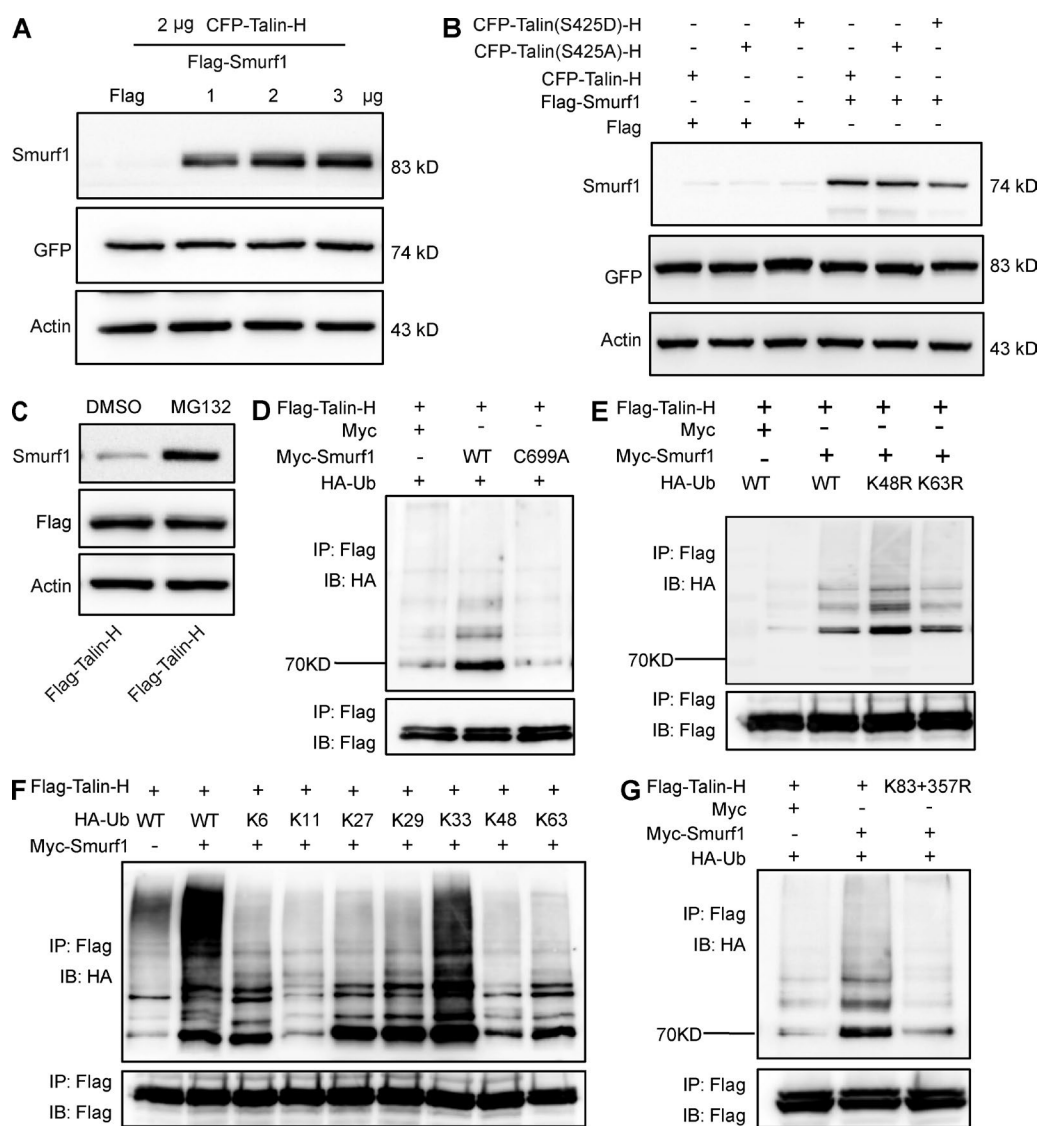 A
2 µg CFP-Talin-H
Flag-Smurf1
Flag 1 2 3 µg
Smurf1 83 kD
GFP 74 kD
Actin 43 kD
B
CFP-Talin(S425D)-H - - + - - +
CFP-Talin(S425A)-H - + - - + -
CFP-Talin-H + - - + - -
Flag-Smurf1 - - - + + +
Flag + + + - - -
Smurf1 74 kD
GFP 83 kD
Actin 43 kD
C
DMSO MG132
Smurf1
Flag
Actin
Flag-Talin-H Flag-Talin-H
D
Flag-Talin-H + + +
Myc + - -
Myc-Smurf1 - WT C699A
HA-Ub + + +
IP: Flag
IB: HA
70KD
IP: Flag
IB: Flag
E
Flag-Talin-H + + + +
Myc + - - -
Myc-Smurf1 - + + +
HA-Ub WT WT K48R K63R
IP: Flag
IB: HA
70KD
IP: Flag
IB: Flag
F
Flag-Talin-H + + + + + + + + +
HA-Ub WT WT K6 K11 K27 K29 K33 K48 K63
Myc-Smurf1 - + + + + + + + +
IP: Flag
IB: HA
IP: Flag
IB: Flag
G
Flag-Talin-H + + K83+357R
Myc + - -
Myc-Smurf1 - + +
HA-Ub + + +
IP: Flag
IB: HA
70KD
IP: Flag
IB: Flag